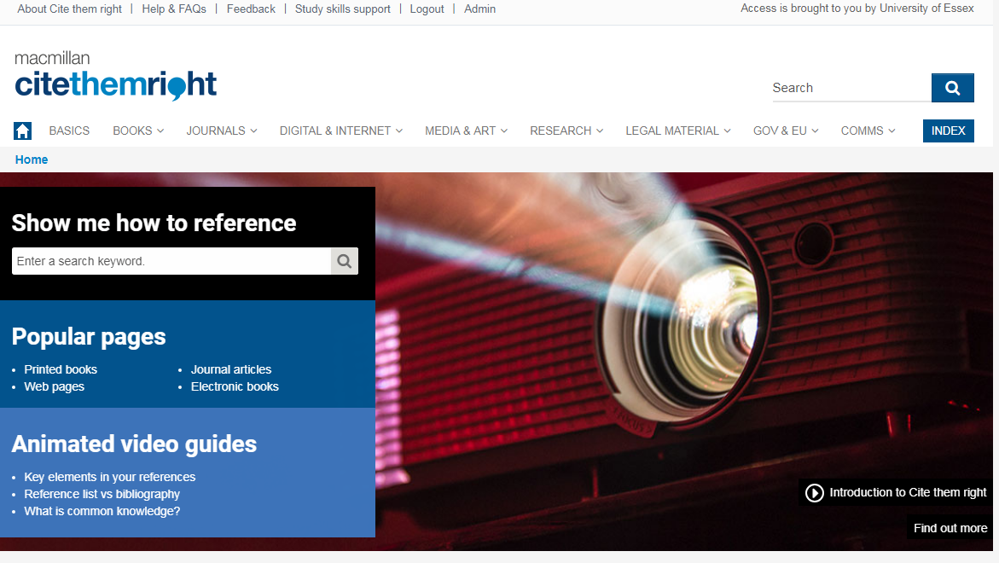 About Cite them right | Help & FAQs | Feedback | Study skills support | Logout | Admin
Access is brought to you by University of Essex
macmillan
citethemright
Search
BASICS BOOKS JOURNALS DIGITAL & INTERNET MEDIA & ART RESEARCH LEGAL MATERIAL GOV & EU COMMS INDEX
Home
Show me how to reference
Enter a search keyword.
Popular pages
• Printed books • Journal articles
• Web pages • Electronic books
Animated video guides
• Key elements in your references
• Reference list vs bibliography
• What is common knowledge?
FOCUS
Introduction to Cite them right
Find out more